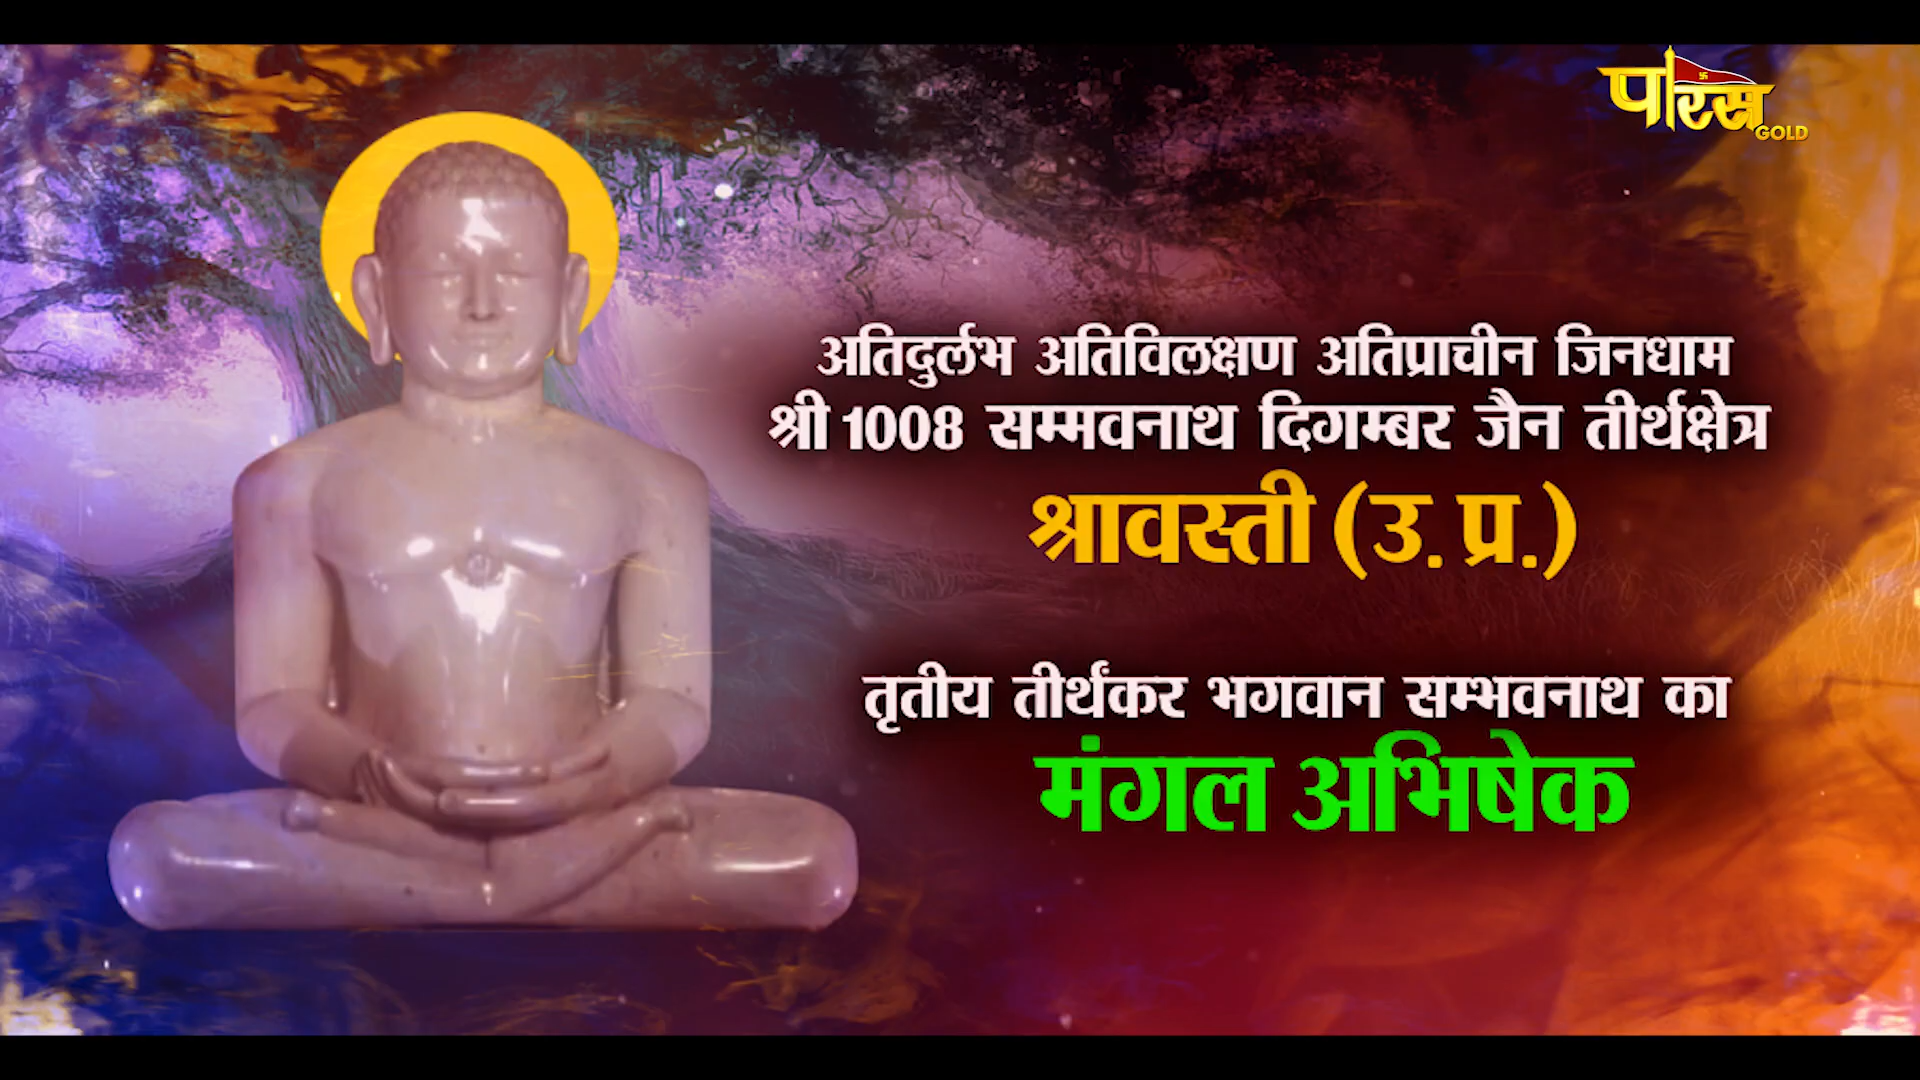 पारस
GOLD
अतिदुर्लभ अतिविलक्षण अतिप्राचीन जिनधाम
श्री 1008 सम्मवनाथ दिगम्बर जैन तीर्थक्षेत्र
श्रावस्ती (उ. प्र.)
तृतीय तीर्थंकर भगवान सम्भवनाथ का
मंगल अभिषेक